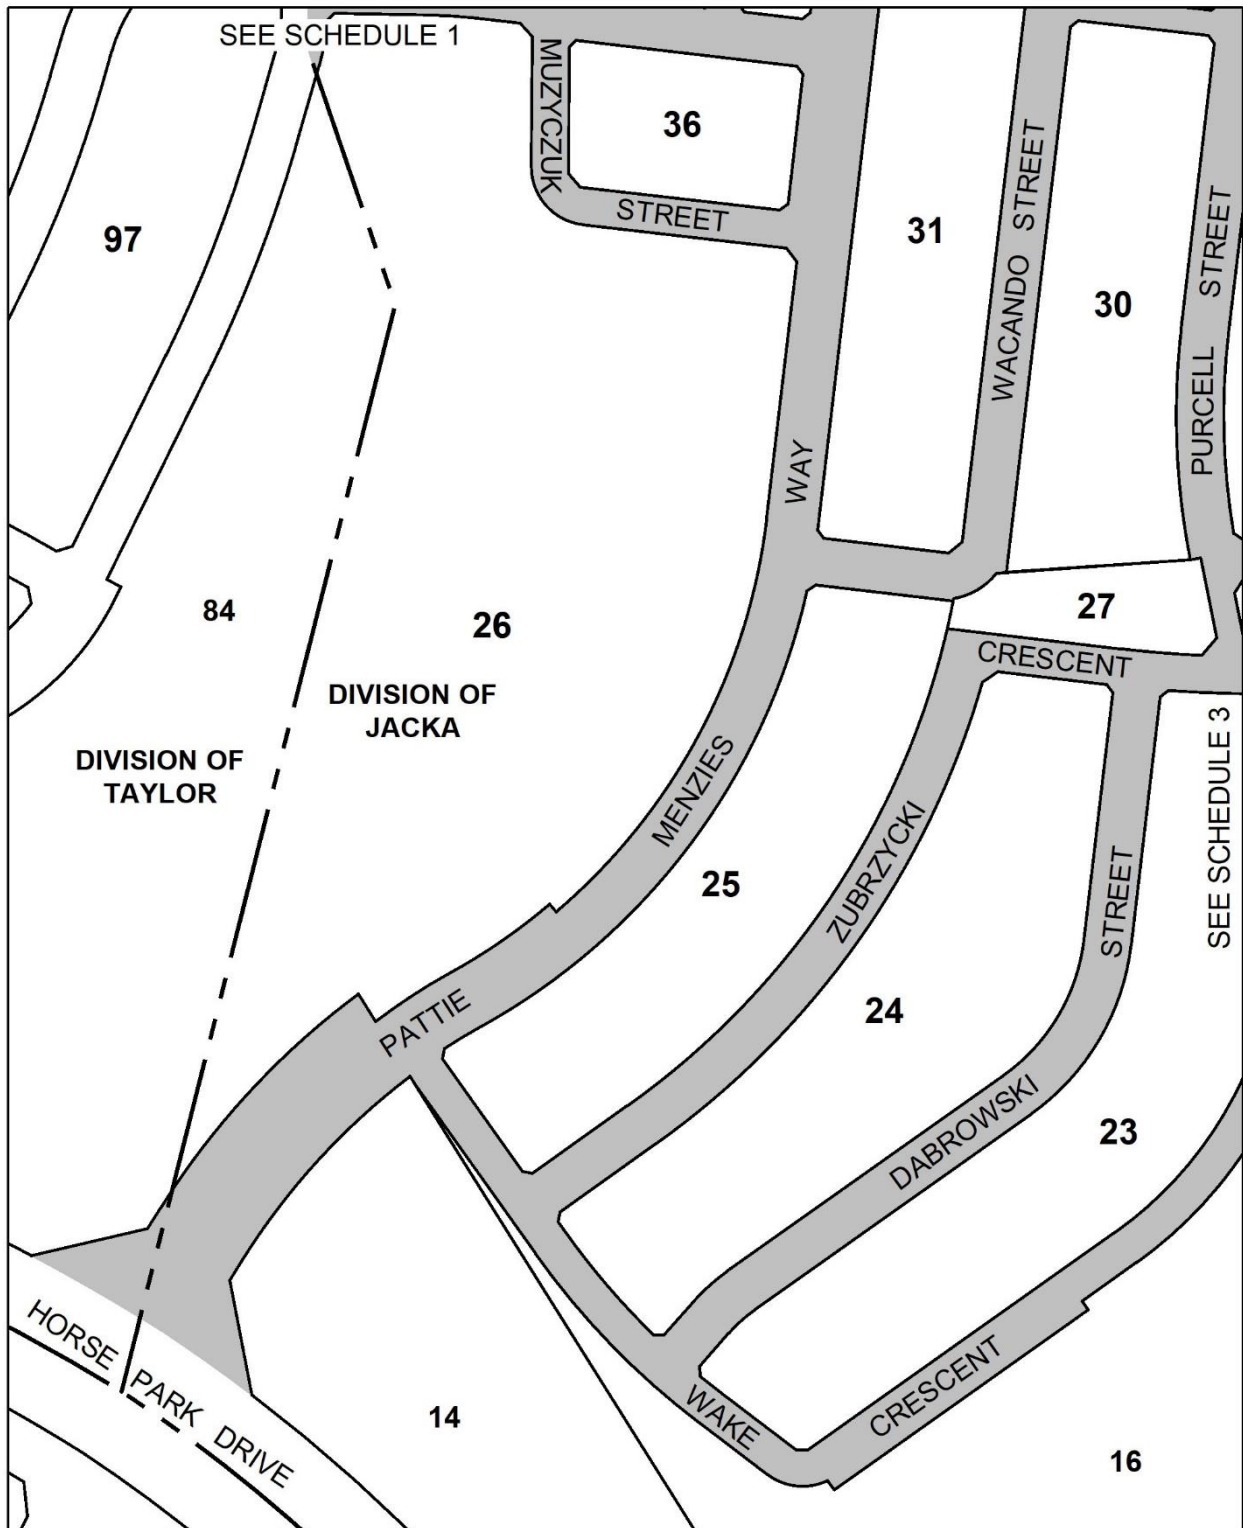 SEE SCHEDULE 1
MUZYCZUK
STREET
36
97
31
WACANDO STREET
30
PURCELL STREET
WAY
27
CRESCENT
84
26
DIVISION OF
JACKA
DIVISION OF
TAYLOR
MENZIES
ZUBRZYCKI
SEE SCHEDULE 3
25
STREET
24
PATTIE
DABROWSKI
23
HORSE PARK DRIVE
14
WAKE
CRESCENT
16